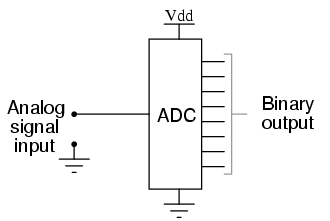 Vdd
Analog
signal
input
ADC
Binary
output